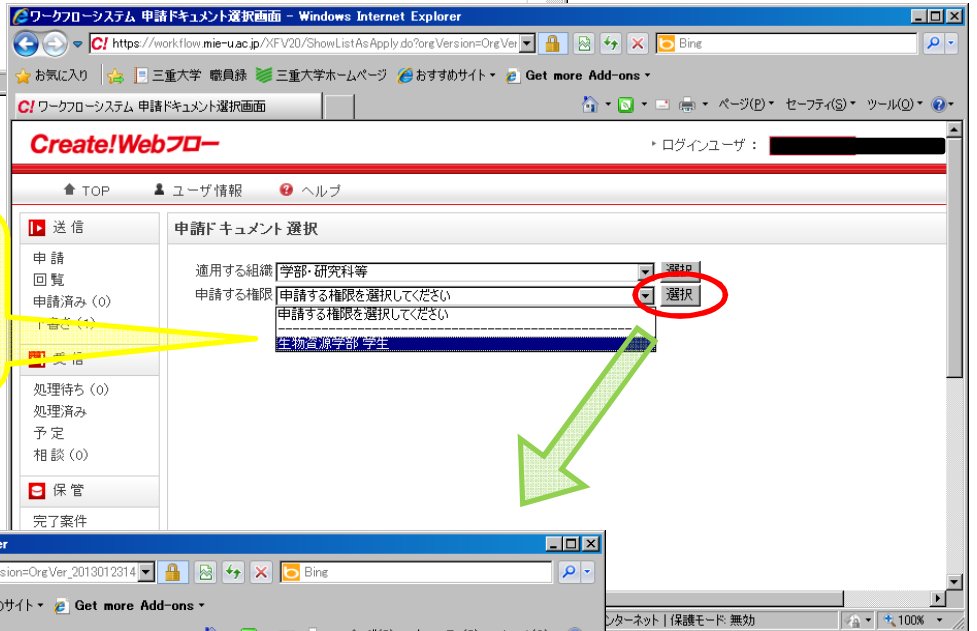 ワークフローシステム 申請ドキュメント選択画面 - Windows Internet Explorer
https://workflow.mie-u.ac.jp/XFV20/ShowListAsApply.do?orgVersion=OrgVer
Bing
お気に入り 三重大学 職員録 三重大学ホームページ おすすめサイト Get more Add-ons
ワークフローシステム 申請ドキュメント選択画面
ページ(P) セーフティ(S) ツール(O)
Create!Webフロー
ログインユーザ：
TOP ユーザ情報 ヘルプ
送信
申請ドキュメント選択
申請
回覧
申請済み (0)
下書き (1)
適用する組織 学部・研究科等 選択
申請する権限 申請する権限を選択してください 選択
申請する権限を選択してください
--------------------------------------------------
生物資源学部 学生
受信
処理待ち (0)
処理済み
予定
相談 (0)
保管
完了案件
er
sion=OrgVer_2013012314
Bing
のサイト Get more Add-ons
ンターネット | 保護モード: 無効
100%